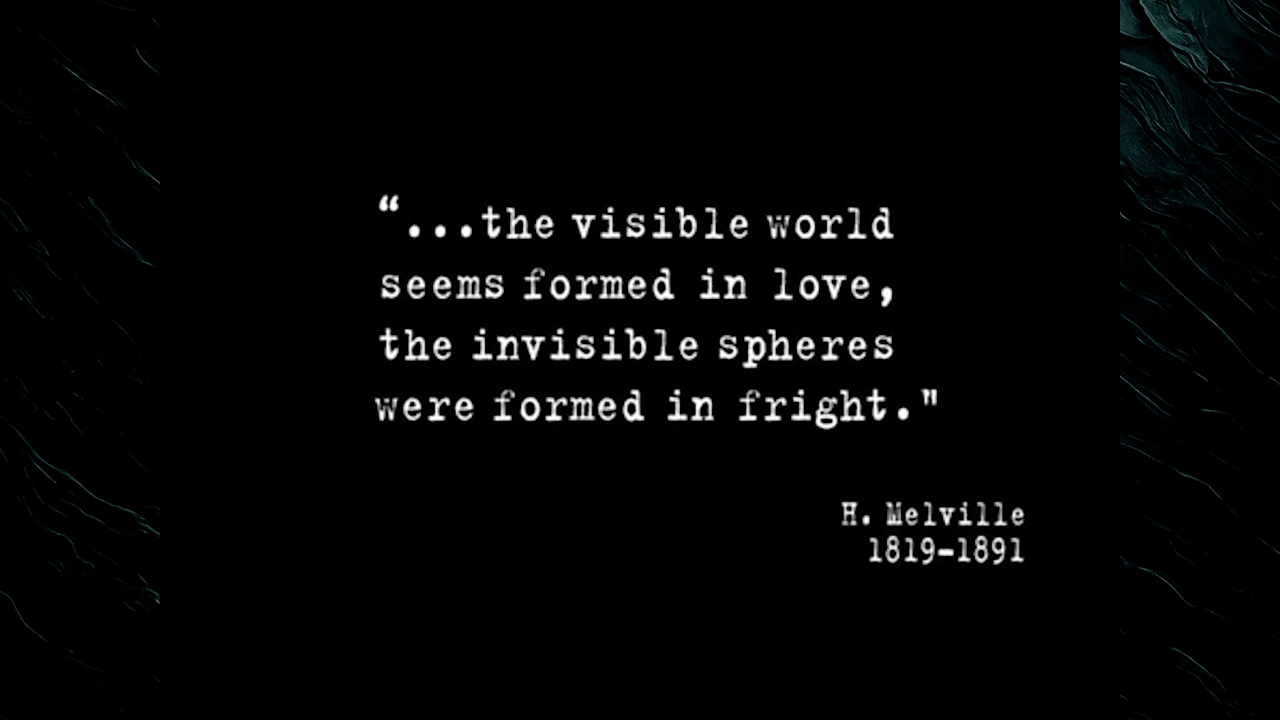 “...the visible world
seems formed in love,
the invisible spheres
were formed in fright."
H. Melville
1819-1891